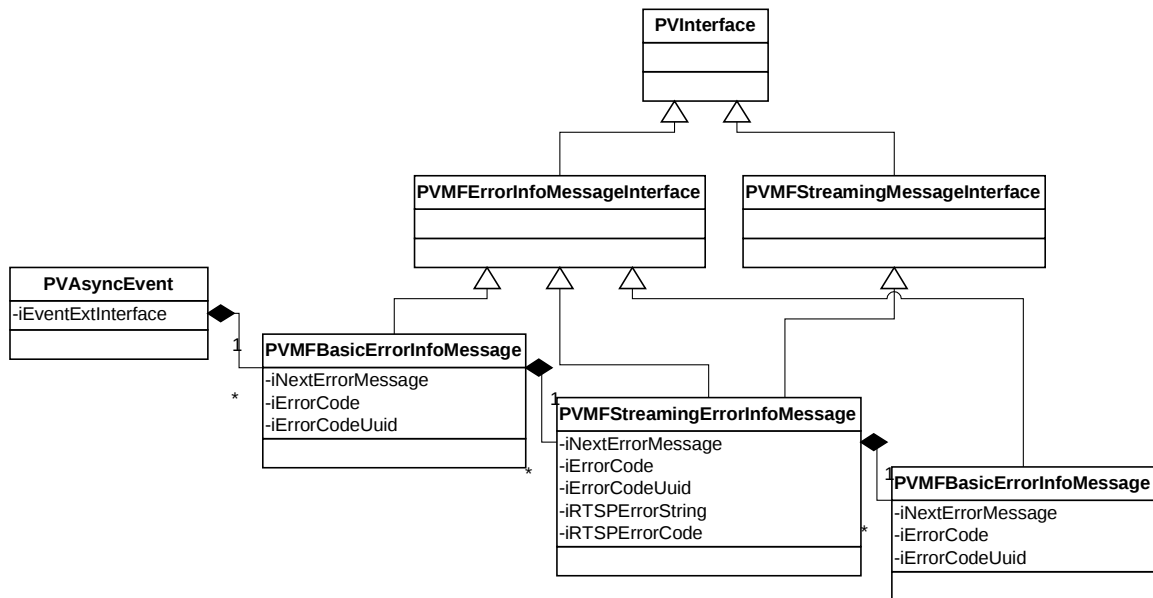 PVInterface
PVMFErrorInfoMessageInterface
PVMFStreamingMessageInterface
PVAsyncEvent
-iEventExtInterface
1
*
PVMFBasicErrorInfoMessage
-iNextErrorMessage
-iErrorCode
-iErrorCodeUuid
1
*
PVMFStreamingErrorInfoMessage
-iNextErrorMessage
-iErrorCode
-iErrorCodeUuid
-iRTSPErrorString
-iRTSPErrorCode
1
*
PVMFBasicErrorInfoMessage
-iNextErrorMessage
-iErrorCode
-iErrorCodeUuid